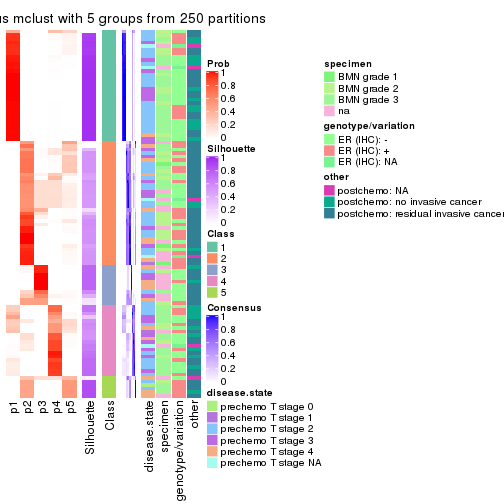 us mclust with 5 groups from 250 partitions
Prob
1
0.8
0.6
0.4
0.2
0
Silhouette
1
0.8
0.6
0.4
0.2
0
Class
1
2
3
4
5
Consensus
1
0.8
0.6
0.4
0.2
0
disease.state
prechemo T stage 0
prechemo T stage 1
prechemo T stage 2
prechemo T stage 3
prechemo T stage 4
prechemo T stage NA
specimen
BMN grade 1
BMN grade 2
BMN grade 3
na
genotype/variation
ER (IHC): -
ER (IHC): +
ER (IHC): NA
other
postchemo: NA
postchemo: no invasive cancer
postchemo: residual invasive cancer
p1
p2
p3
p4
p5
Silhouette
Class
disease.state
specimen
genotype/variation
other